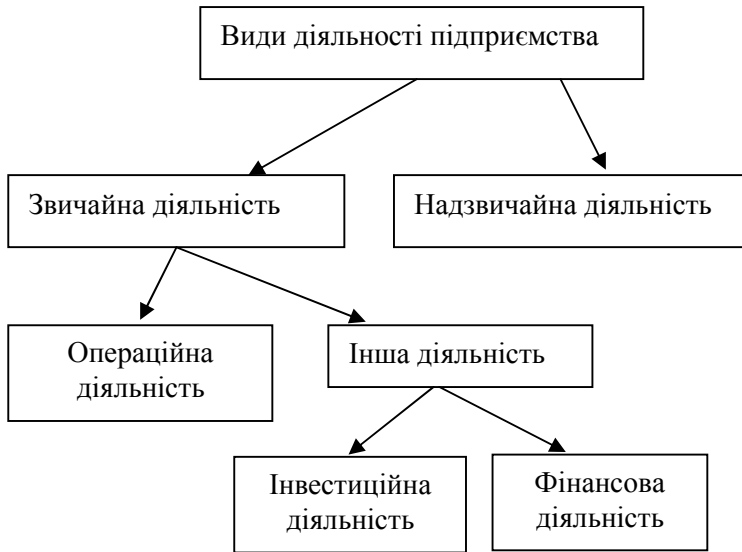 Види діяльності підприємства
Звичайна діяльність
Надзвичайна діяльність
Операційна
діяльність
Інша діяльність
Інвестиційна
діяльність
Фінансова
діяльність